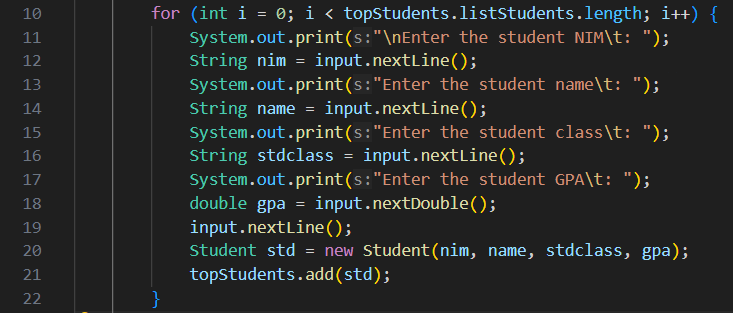 10 for (int i = 0; i < topStudents.listStudents.length; i++) {
11 System.out.print(s:"\nEnter the student NIM\t: ");
12 String nim = input.nextLine();
13 System.out.print(s:"Enter the student name\t: ");
14 String name = input.nextLine();
15 System.out.print(s:"Enter the student class\t: ");
16 String stdclass = input.nextLine();
17 System.out.print(s:"Enter the student GPA\t: ");
18 double gpa = input.nextDouble();
19 input.nextLine();
20 Student std = new Student(nim, name, stdclass, gpa);
21 topStudents.add(std);
22 }